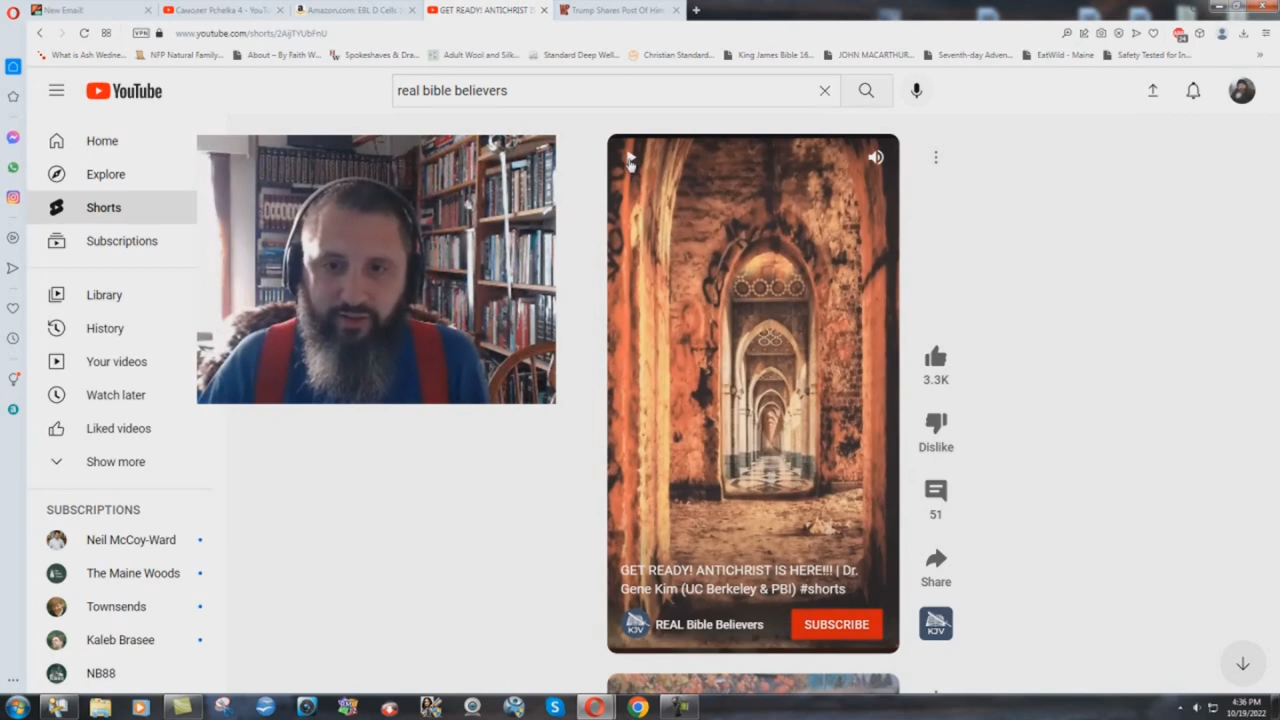 New Email:
Самолет Pchelka 4 - YouTu
Amazon.com: EBL D Cells
GET READY! ANTICHRIST
Trump Shares Post Of Him
VPN
www.youtube.com/shorts/2AijTYUbFnU
24
What is Ash Wedne...
NFP Natural Family...
About – By Faith W...
Spokeshaves & Dra...
Adult Wool and Silk...
Standard Deep Well...
Christian Standard...
King James Bible 16...
JOHN MACARTHUR...
Seventh-day Adven...
EatWild - Maine
Safety Tested for In...
YouTube
real bible believers
Home
Explore
Shorts
Subscriptions
Library
History
Your videos
Watch later
Liked videos
Show more
SUBSCRIPTIONS
Neil McCoy-Ward
The Maine Woods
Townsends
Kaleb Brasee
NB88
3.3K
Dislike
51
Share
GET READY! ANTICHRIST IS HERE!!! | Dr.
Gene Kim (UC Berkeley & PBI) #shorts
KJV
REAL Bible Believers
SUBSCRIBE
KJV
4:36 PM
10/19/2022